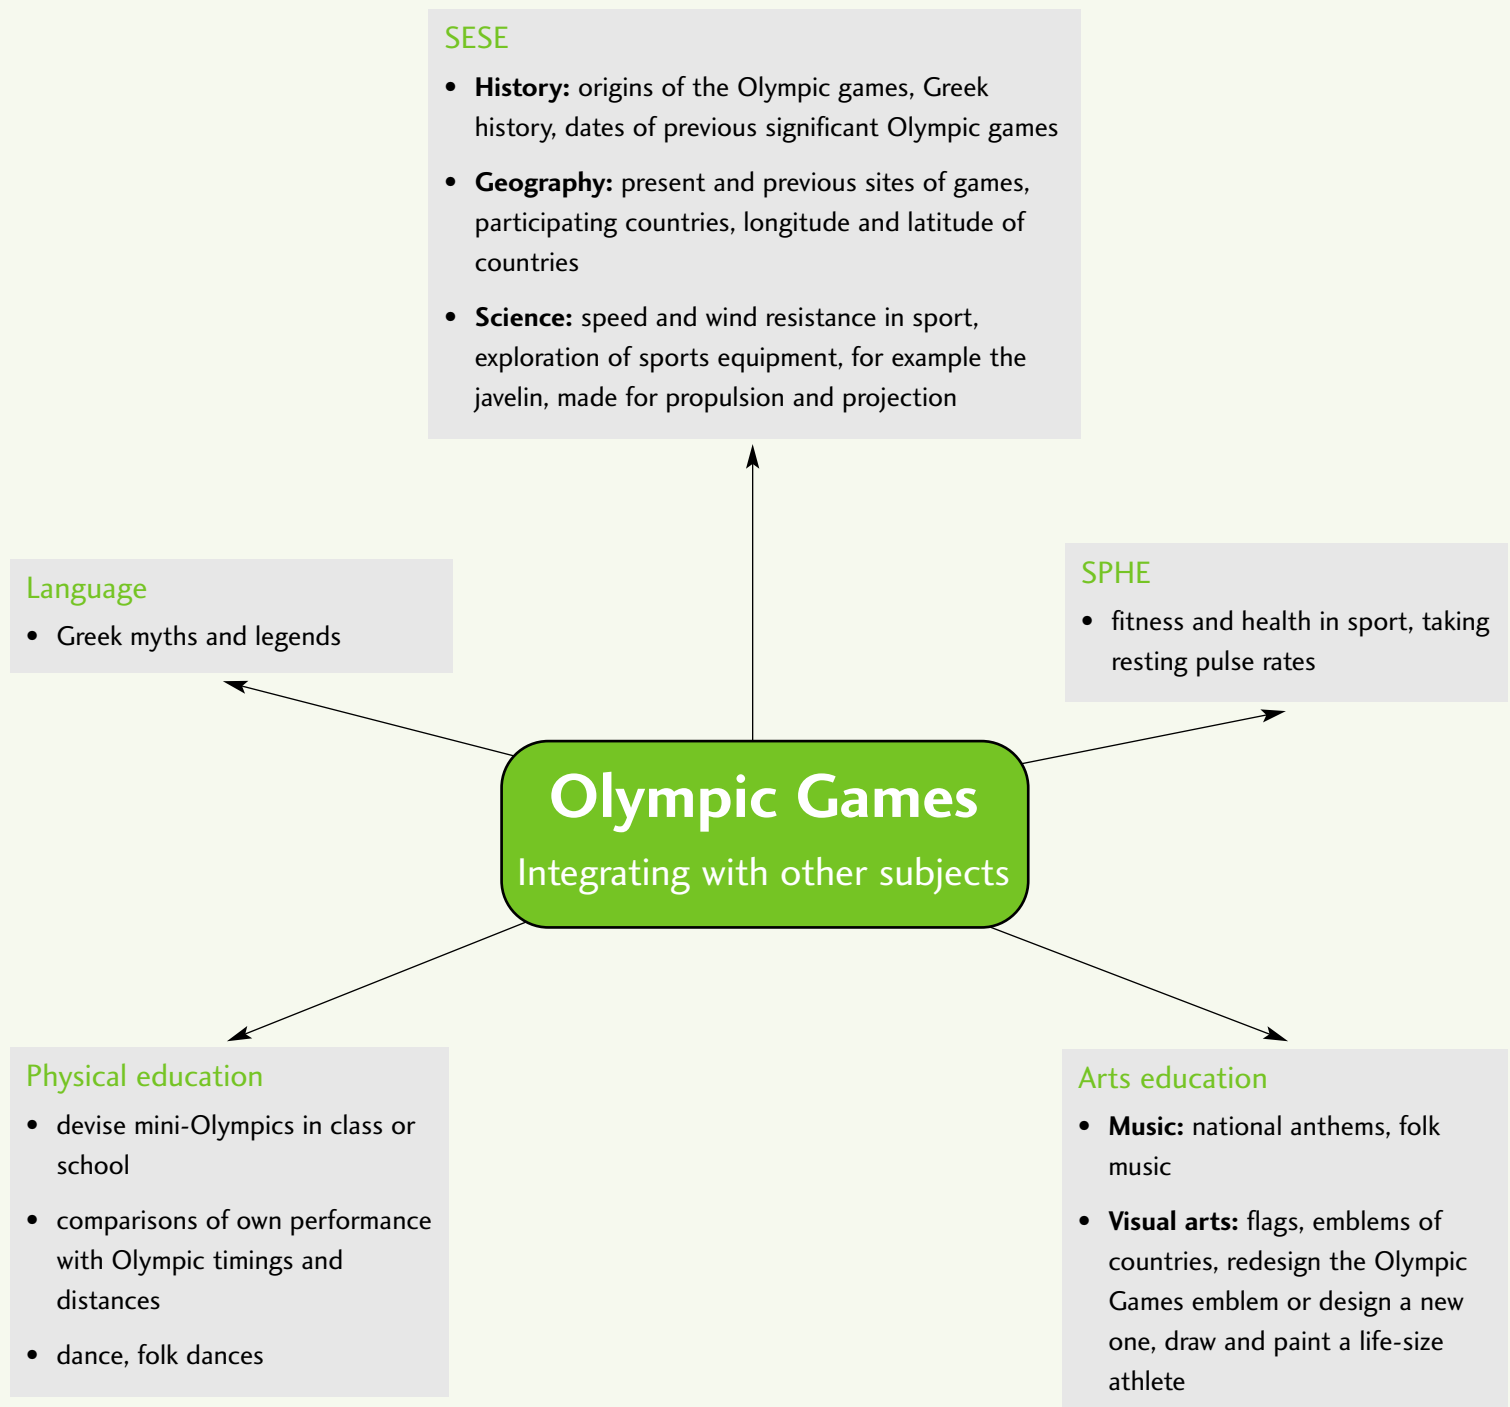 SESE
• History: origins of the Olympic games, Greek
history, dates of previous significant Olympic games
• Geography: present and previous sites of games,
participating countries, longitude and latitude of
countries
• Science: speed and wind resistance in sport,
exploration of sports equipment, for example the
javelin, made for propulsion and projection
Language
• Greek myths and legends
SPHE
• fitness and health in sport, taking
resting pulse rates
Olympic Games
Integrating with other subjects
Physical education
• devise mini-Olympics in class or
school
• comparisons of own performance
with Olympic timings and
distances
• dance, folk dances
Arts education
• Music: national anthems, folk
music
• Visual arts: flags, emblems of
countries, redesign the Olympic
Games emblem or design a new
one, draw and paint a life-size
athlete